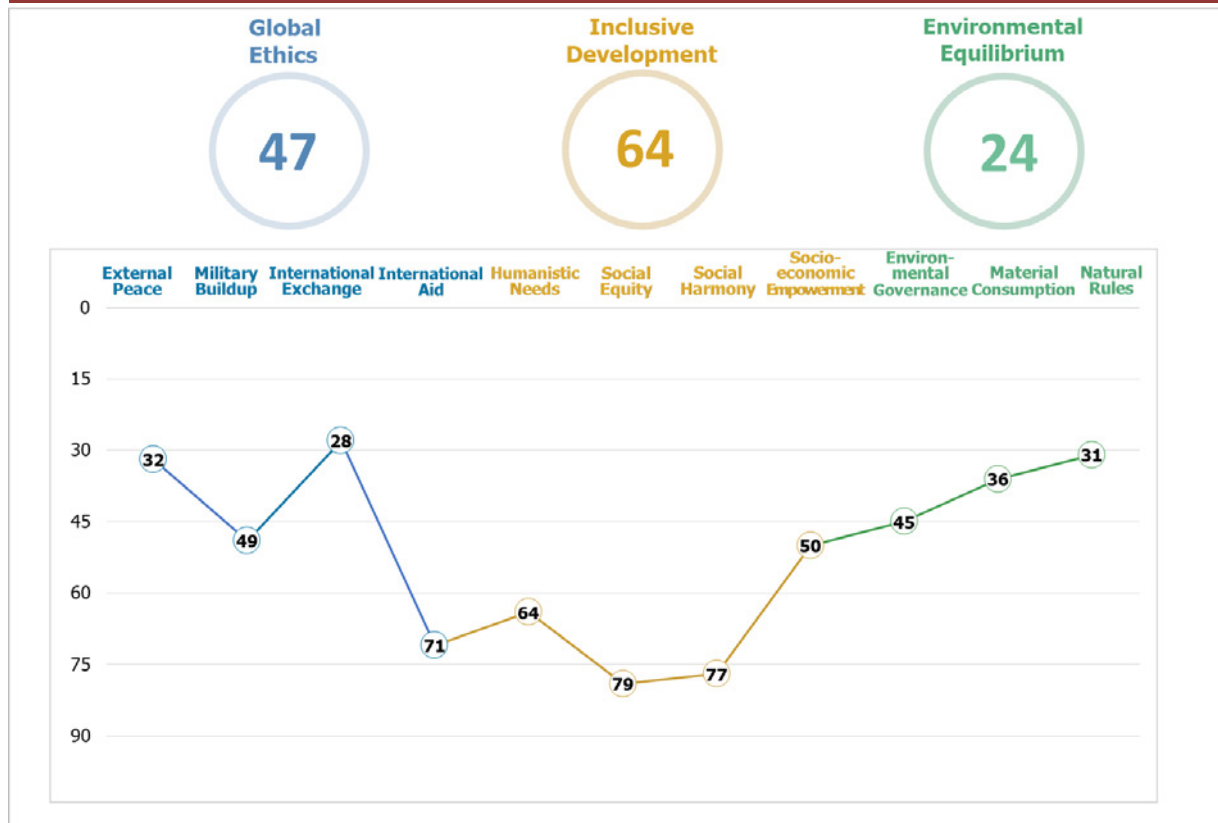 Global
Ethics
Inclusive
Development
Environmental
Equilibrium
47
64
24
External
Peace
Military
Buildup
International
Exchange
International
Aid
Humanistic
Needs
Social
Equity
Social
Harmony
Socio-
economic
Empowerment
Environ-
mental
Governance
Material
Consumption
Natural
Rules
0
15
30
45
60
75
90
32
49
28
71
64
79
77
50
45
36
31